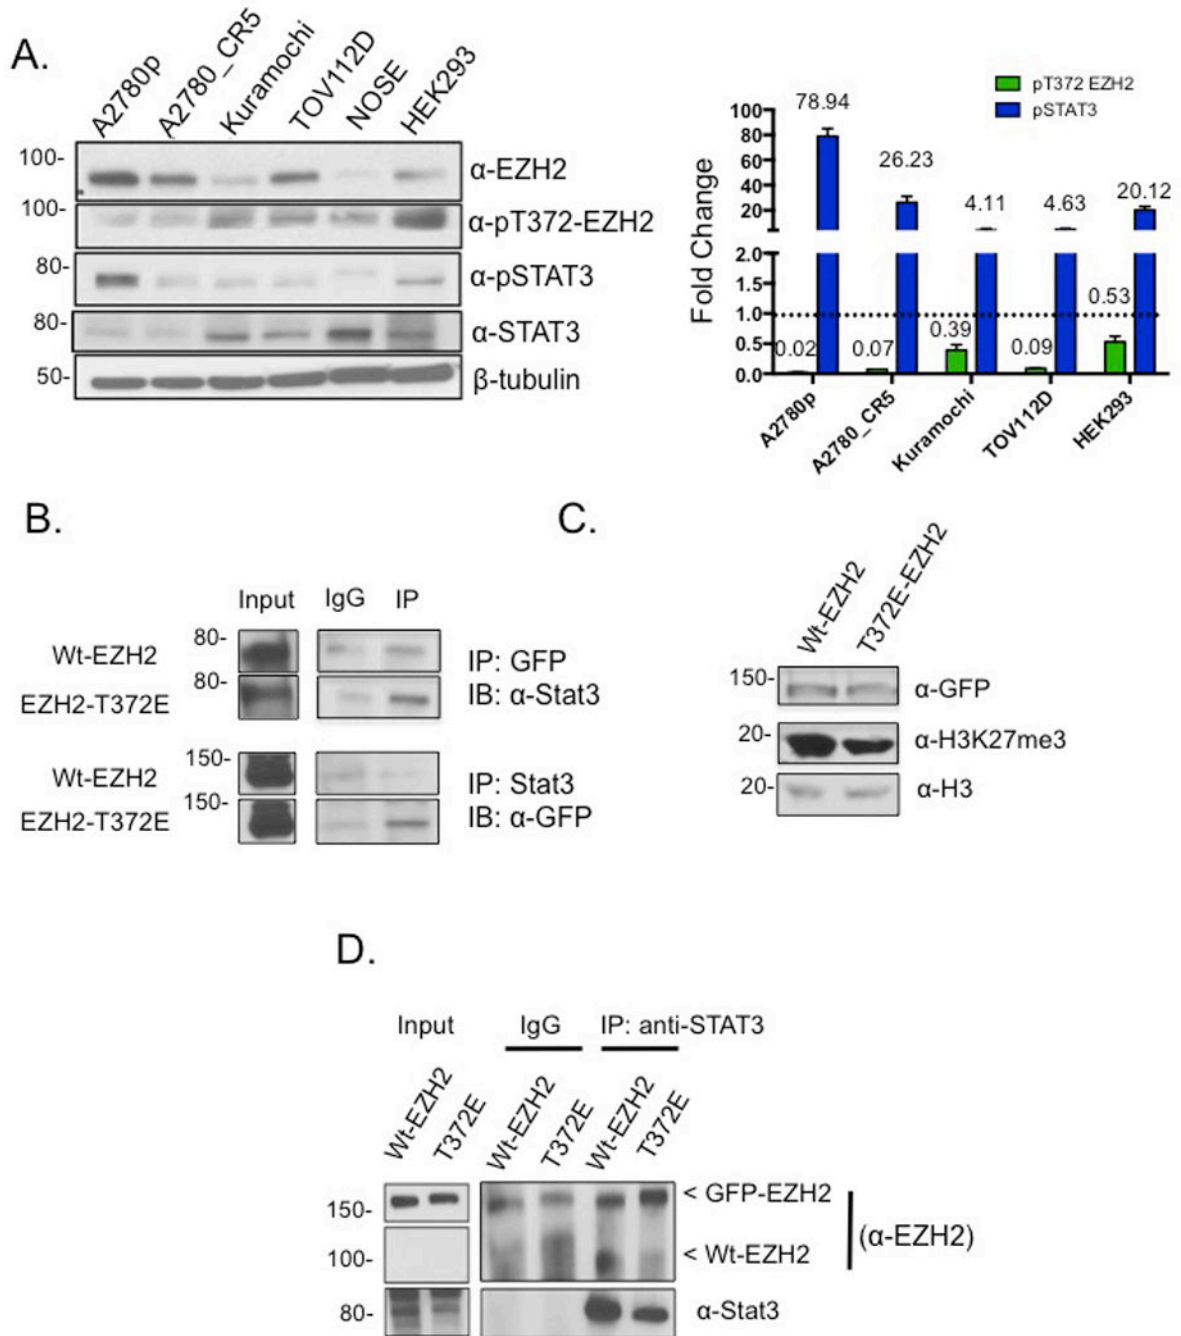 A.
A2780p
A2780_CR5
Kuramochi
TOV112D
NOSE
HEK293
100-
α-EZH2
100-
α-pT372-EZH2
80-
α-pSTAT3
80-
α-STAT3
50-
β-tubulin
pT372 EZH2
pSTAT3
Fold Change
100
80
60
40
20
2.0
1.5
1.0
0.5
0.0
78.94
26.23
4.11
4.63
20.12
0.02
0.07
0.39
0.09
0.53
A2780p
A2780_CR5
Kuramochi
TOV112D
HEK293
B.
Input
IgG
IP
Wt-EZH2
80-
IP: GFP
EZH2-T372E
80-
IB: α-Stat3
Wt-EZH2
150-
IP: Stat3
EZH2-T372E
150-
IB: α-GFP
C.
Wt-EZH2
T372E-EZH2
150-
α-GFP
20-
α-H3K27me3
20-
α-H3
D.
Input
IgG
IP: anti-STAT3
Wt-EZH2
T372E
Wt-EZH2
T372E
Wt-EZH2
T372E
150-
< GFP-EZH2
100-
< Wt-EZH2
(α-EZH2)
80-
α-Stat3